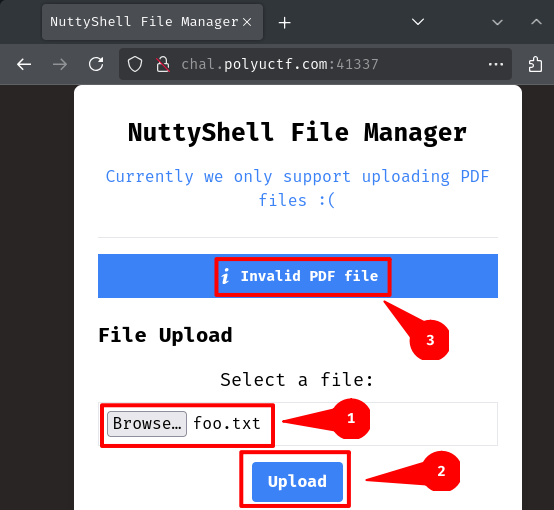 NuttyShell File Manager
chal.polyuctf.com:41337
NuttyShell File Manager
Currently we only support uploading PDF
files :(
i Invalid PDF file
3
File Upload
Select a file:
Browse… foo.txt
1
Upload
2